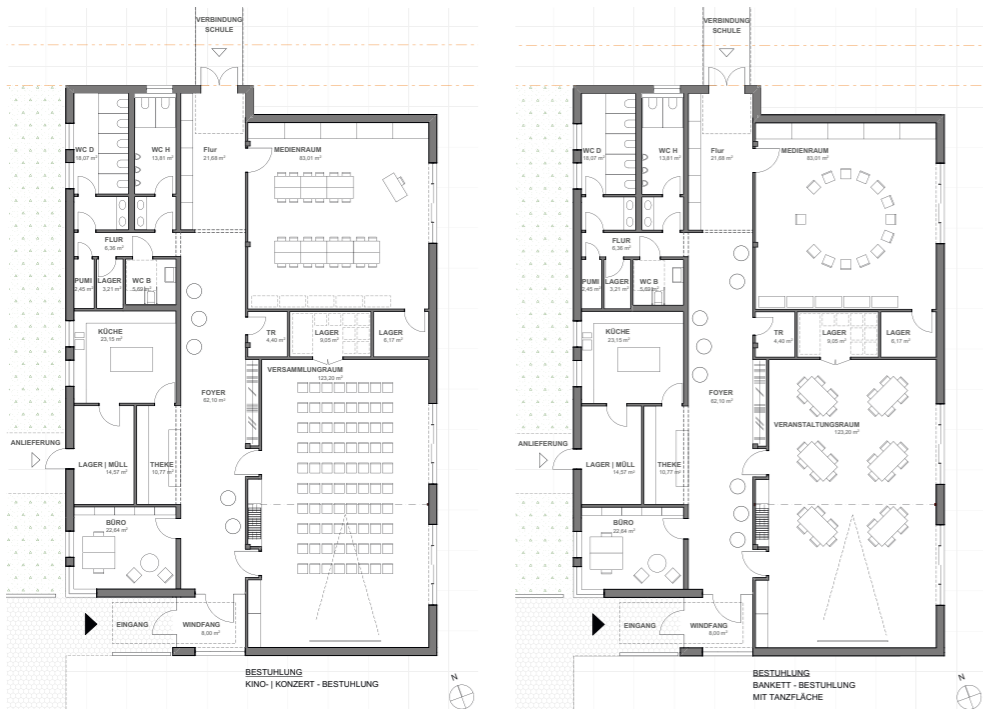 VERBINDUNG
SCHULE
WC D
18,07 m²
WC H
13,81 m²
Flur
21,68 m²
MEDIENRAUM
83,01 m²
FLUR
6,36 m²
PUMI
2,45 m²
LAGER
3,21 m²
WC B
KÜCHE
23,15 m²
TR
4,40 m²
LAGER
9,05 m²
LAGER
6,17 m²
VERSAMMLUNGRAUM
123,20 m²
FOYER
62,10 m²
ANLIEFERUNG
LAGER | MÜLL
14,57 m²
THEKE
10,77 m²
BÜRO
22,64 m²
EINGANG
WINDFANG
8,00 m²
BESTUHLUNG
KINO- | KONZERT - BESTUHLUNG
N
VERBINDUNG
SCHULE
WC D
18,07 m²
WC H
13,81 m²
Flur
21,68 m²
MEDIENRAUM
83,01 m²
FLUR
6,36 m²
PUMI
2,45 m²
LAGER
3,21 m²
WC B
KÜCHE
23,15 m²
TR
4,40 m²
LAGER
9,05 m²
LAGER
6,17 m²
FOYER
62,10 m²
VERANSTALTUNGSRAUM
123,20 m²
ANLIEFERUNG
LAGER | MÜLL
14,57 m²
THEKE
10,77 m²
BÜRO
22,64 m²
EINGANG
WINDFANG
8,00 m²
BESTUHLUNG
BANKETT - BESTUHLUNG
MIT TANZFLÄCHE
N